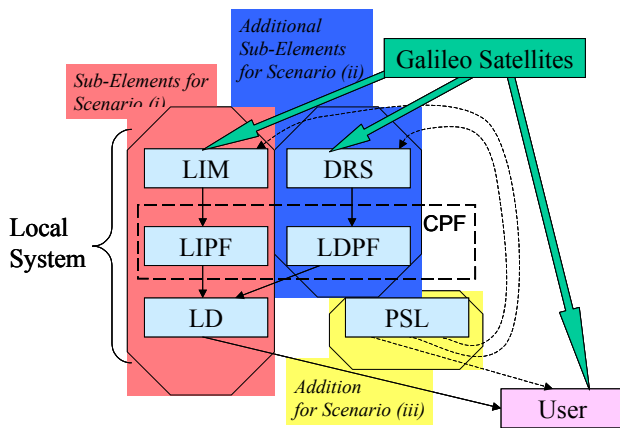 Additional
Sub-Elements
for Scenario (ii)
Galileo Satellites
Sub-Elements for
Scenario (i)
LIM
DRS
CPF
Local
System
LIPF
LDPF
LD
PSL
Addition
for Scenario (iii)
User